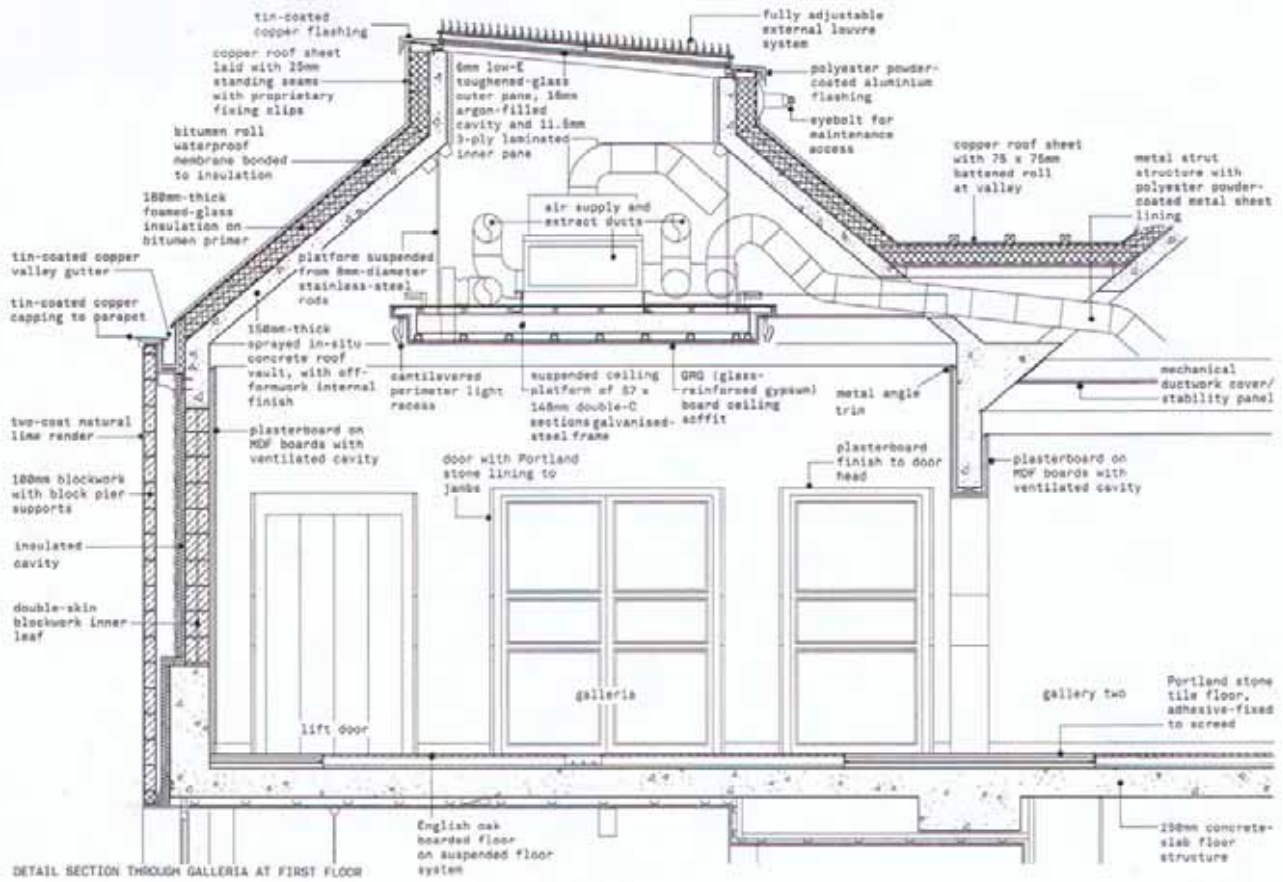 tin-coated
copper flashing
copper roof sheet
laid with 25mm
standing seams
with proprietary
fixing clips
bitumen roll
waterproof
membrane bonded
to insulation
180mm-thick
foamed-glass
insulation on
bitumen primer
tin-coated copper
valley gutter
tin-coated copper
capping to parapet
two-coat natural
lime render
100mm blockwork
with block pier
supports
insulated
cavity
double-skin
blockwork inner
leaf
6mm low-E
toughened-glass
outer pane, 16mm
argon-filled
cavity and 11.5mm
3-ply laminated
inner pane
air supply and
extract ducts
platform suspended
from 8mm-diameter
stainless-steel
rods
150mm-thick
sprayed in-situ
concrete roof
vault, with off-
formwork internal
finish
cantilevered
perimeter light
recess
suspended ceiling
platform of 57 x
146mm double-C
sections galvanised-
steel frame
GRG (glass-
reinforced gypsum)
board ceiling
soffit
plasterboard on
MDF boards with
ventilated cavity
door with Portland
stone lining to
jambs
plasterboard
finish to door
head
metal angle
trim
fully adjustable
external louvre
system
polyester powder-
coated aluminium
flashing
eyebolt for
maintenance
access
copper roof sheet
with 75 x 75mm
battened roll
at valley
metal strut
structure with
polyester powder-
coated metal sheet
lining
mechanical
ductwork cover/
stability panel
plasterboard on
MDF boards with
ventilated cavity
lift door
galleria
gallery two
Portland stone
tile floor,
adhesive-fixed
to screed
English oak
boarded floor
on suspended floor
system
250mm concrete-
slab floor
structure
DETAIL SECTION THROUGH GALLERIA AT FIRST FLOOR